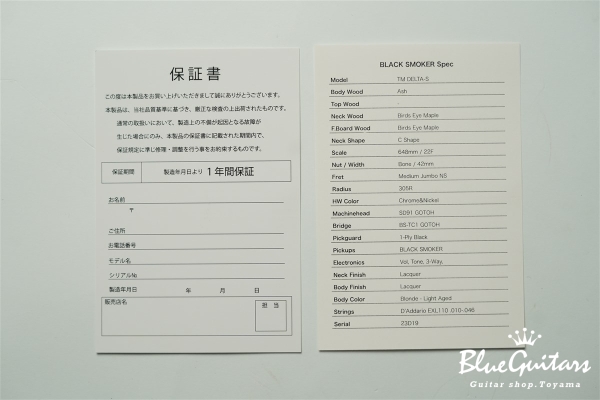 保証書
この度は本製品をお買い上げいただきまして誠にありがとうございます。
本製品は、当社品質基準に基づき、厳正な検査の上出荷されたものです。
通常の取扱いにおいて、製造上の不備が起因となる故障が
生じた場合にのみ、本製品の保証書に記載された期間内で、
保証規定に準じ修理・調整を行う事をお約束するものです。
保証期間 製造年月日より 1年間保証
お名前
〒
ご住所
お電話番号
モデル名
シリアル№
製造年月日 年 月 日
販売店名 担 当
BLACK SMOKER Spec
Model TM DD.TA-S
Body Wood Ash
Top Wood -
Neck Wood Birds Eye Maple
F.Board Wood Birds Eye Maple
Neck Shape C Shape
Scale 648mm / 22F
Nut / Width Bone / 42mm
Fret Medium Jumbo NS
Radius 305R
HW Color Chrome&Nickel
Machinehead SD91 GOTOH
Bridge BS-TC1 GOTOH
Pickguard 1-Ply Black
Pickups BLACK SMOKER
Electronics Vol, Tone, 3-Way,
Neck Finish Lacquer
Body Finish Lacquer
Body Color Blonde - Light Aged
Strings D'Addario EXL110 .010-.046
Serial 23D19
BlueGuitars
Guitar shop.Toyama